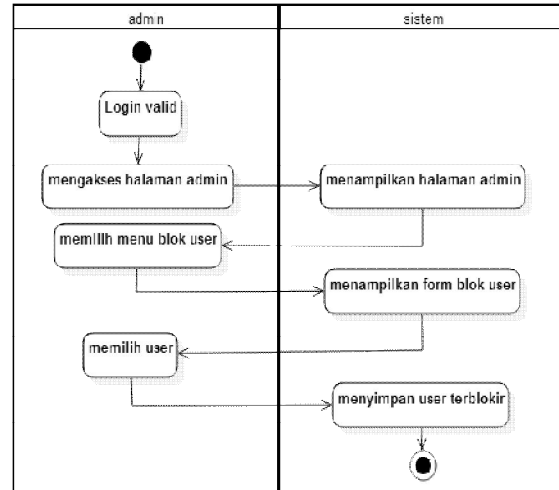 admin
sistem
Login valid
mengakses halaman admin
menampilkan halaman admin
memilih menu blok user
menampilkan form blok user
memilih user
menyimpan user terblokir